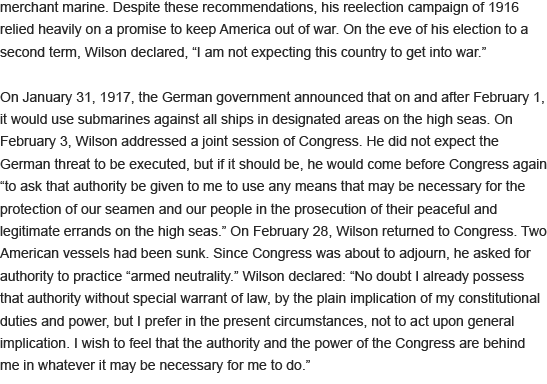 merchant marine. Despite these recommendations, his reelection campaign of 1916
relied heavily on a promise to keep America out of war. On the eve of his election to a
second term, Wilson declared, “I am not expecting this country to get into war.”
On January 31, 1917, the German government announced that on and after February 1,
it would use submarines against all ships in designated areas on the high seas. On
February 3, Wilson addressed a joint session of Congress. He did not expect the
German threat to be executed, but if it should be, he would come before Congress again
“to ask that authority be given to me to use any means that may be necessary for the
protection of our seamen and our people in the prosecution of their peaceful and
legitimate errands on the high seas.” On February 28, Wilson returned to Congress. Two
American vessels had been sunk. Since Congress was about to adjourn, he asked for
authority to practice “armed neutrality.” Wilson declared: “No doubt I already possess
that authority without special warrant of law, by the plain implication of my constitutional
duties and power, but I prefer in the present circumstances, not to act upon general
implication. I wish to feel that the authority and the power of the Congress are behind
me in whatever it may be necessary for me to do.”